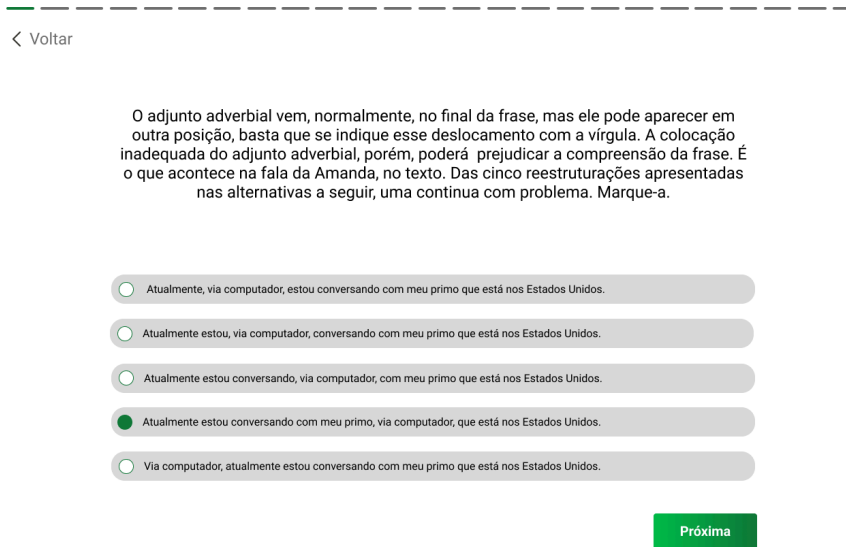 Voltar
O adjunto adverbial vem, normalmente, no final da frase, mas ele pode aparecer em
outra posição, basta que se indique esse deslocamento com a vírgula. A colocação
inadequada do adjunto adverbial, porém, poderá prejudicar a compreensão da frase. É
o que acontece na fala da Amanda, no texto. Das cinco reestruturações apresentadas
nas alternativas a seguir, uma continua com problema. Marque-a.
Atualmente, via computador, estou conversando com meu primo que está nos Estados Unidos.
Atualmente estou, via computador, conversando com meu primo que está nos Estados Unidos.
Atualmente estou conversando, via computador, com meu primo que está nos Estados Unidos.
Atualmente estou conversando com meu primo, via computador, que está nos Estados Unidos.
Via computador, atualmente estou conversando com meu primo que está nos Estados Unidos.
Próxima